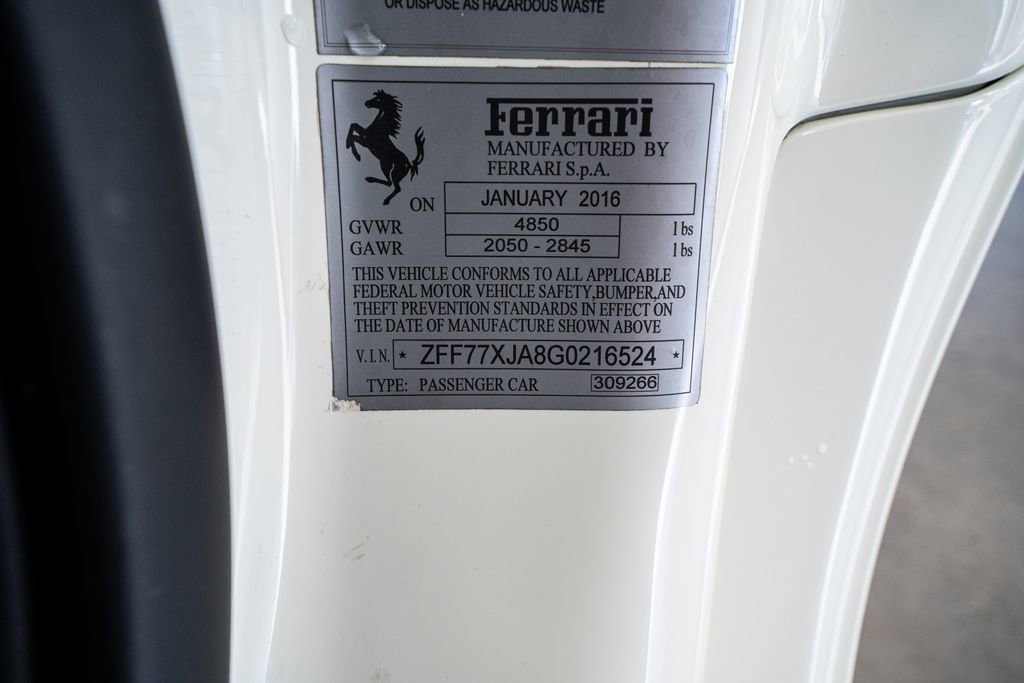 OR DISPOSE AS HAZARDOUS WASTE
Ferrari
MANUFACTURED BY
FERRARI S.p.A.
ON JANUARY 2016
GVWR 4850 lbs
GAWR 2050 - 2845 lbs
THIS VEHICLE CONFORMS TO ALL APPLICABLE
FEDERAL MOTOR VEHICLE SAFETY,BUMPER,AND
THEFT PREVENTION STANDARDS IN EFFECT ON
THE DATE OF MANUFACTURE SHOWN ABOVE
V.I.N. * ZFF77XJA8G0216524 *
TYPE: PASSENGER CAR 309266